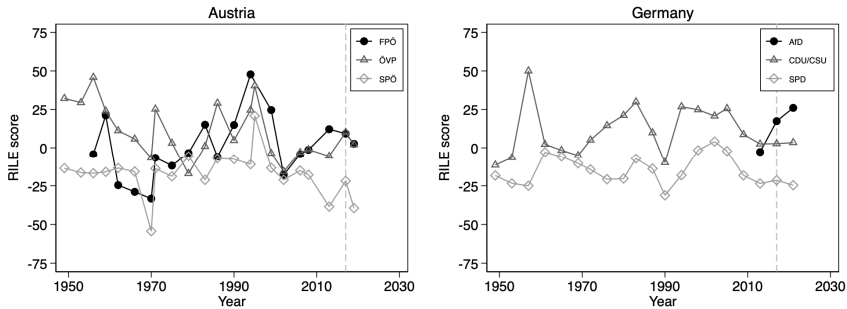 Austria
75
50
25
0
-25
-50
-75
RILE score
1950
1970
1990
2010
2030
Year
FPÖ
ÖVP
SPÖ
Germany
75
50
25
0
-25
-50
-75
RILE score
1950
1970
1990
2010
2030
Year
AfD
CDU/CSU
SPD